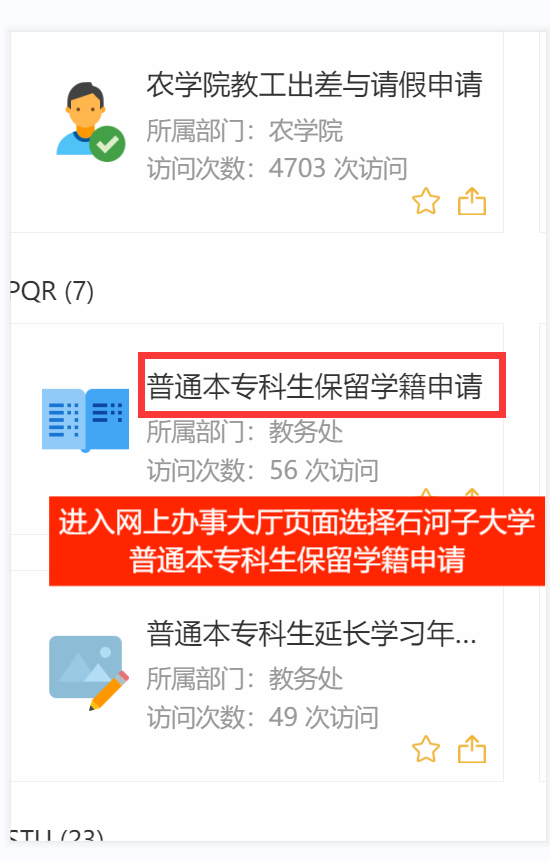 农学院教工出差与请假申请
所属部门：农学院
访问次数：4703 次访问
PQR (7)
普通本专科生保留学籍申请
所属部门：教务处
访问次数：56 次访问
进入网上办事大厅页面选择石河子大学
普通本专科生保留学籍申请
普通本专科生延长学习年...
所属部门：教务处
访问次数：49 次访问
STU (23)